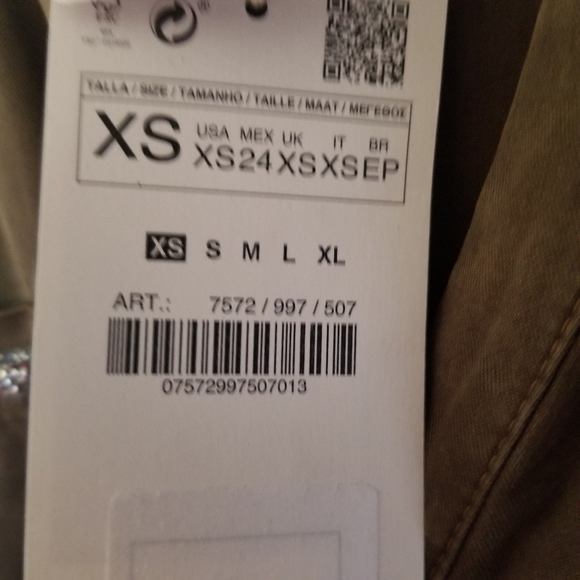 TALLA / SIZE / TAMANHO / TAILLE / MAAT / ΜΕΓΕΘΟΣ
XS
USA MEX UK IT BR
XS 24 XS XS EP
XS S M L XL
ART.: 7572 / 997 / 507
07572997507013